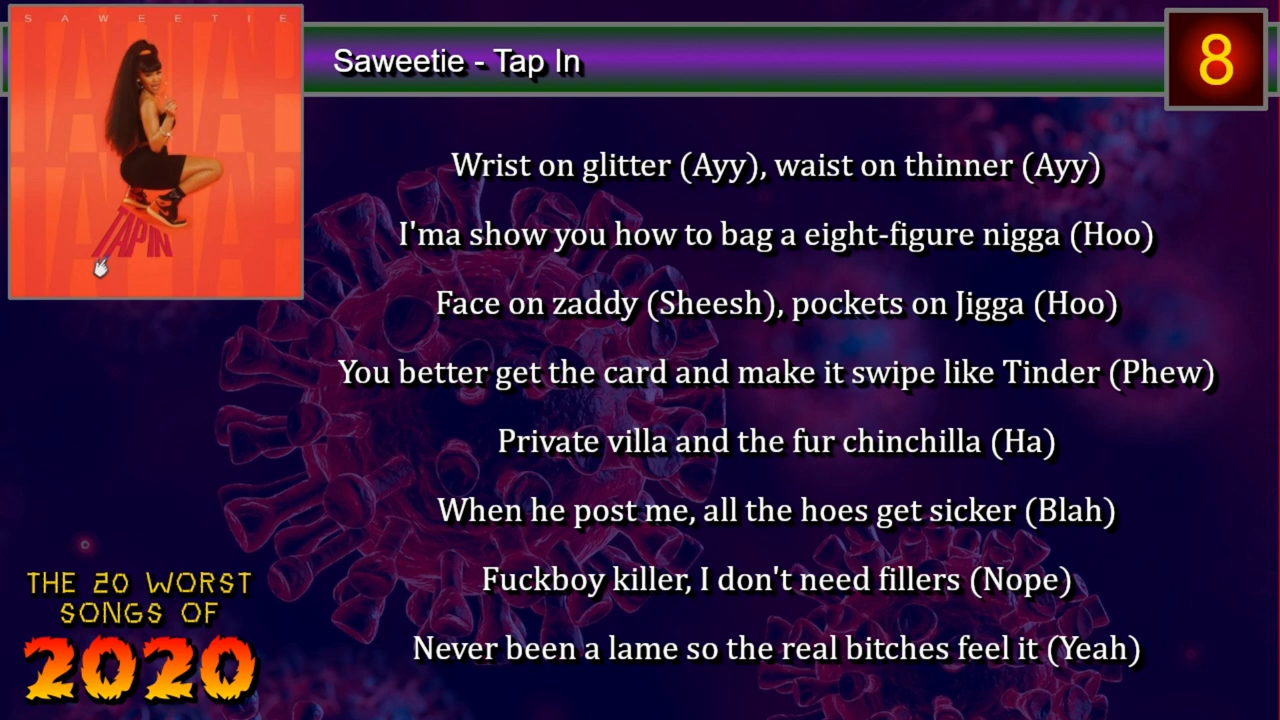 S A W E E T I E
TAP IN
Saweetie - Tap In
8
Wrist on glitter (Ayy), waist on thinner (Ayy)
I'ma show you how to bag a eight-figure nigga (Hoo)
Face on zaddy (Sheesh), pockets on Jigga (Hoo)
You better get the card and make it swipe like Tinder (Phew)
Private villa and the fur chinchilla (Ha)
When he post me, all the hoes get sicker (Blah)
Fuckboy killer, I don't need fillers (Nope)
Never been a lame so the real bitches feel it (Yeah)
THE 20 WORST
SONGS OF
2020